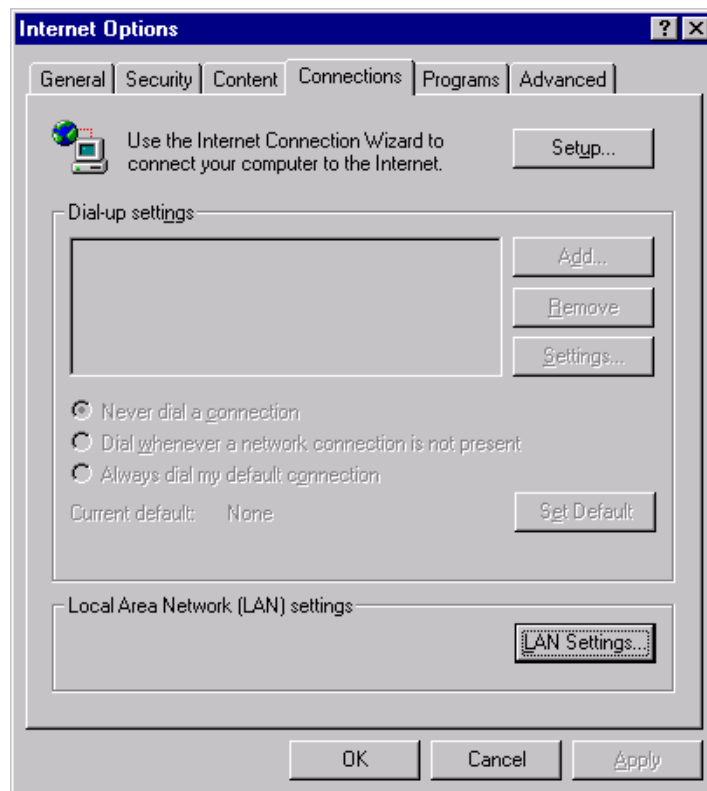 Internet Options
General Security Content Connections Programs Advanced
Use the Internet Connection Wizard to
connect your computer to the Internet.
Setup...
Dial-up settings
Add...
Remove
Settings...
Never dial a connection
Dial whenever a network connection is not present
Always dial my default connection
Current default: None
Set Default
Local Area Network (LAN) settings
LAN Settings...
OK Cancel Apply